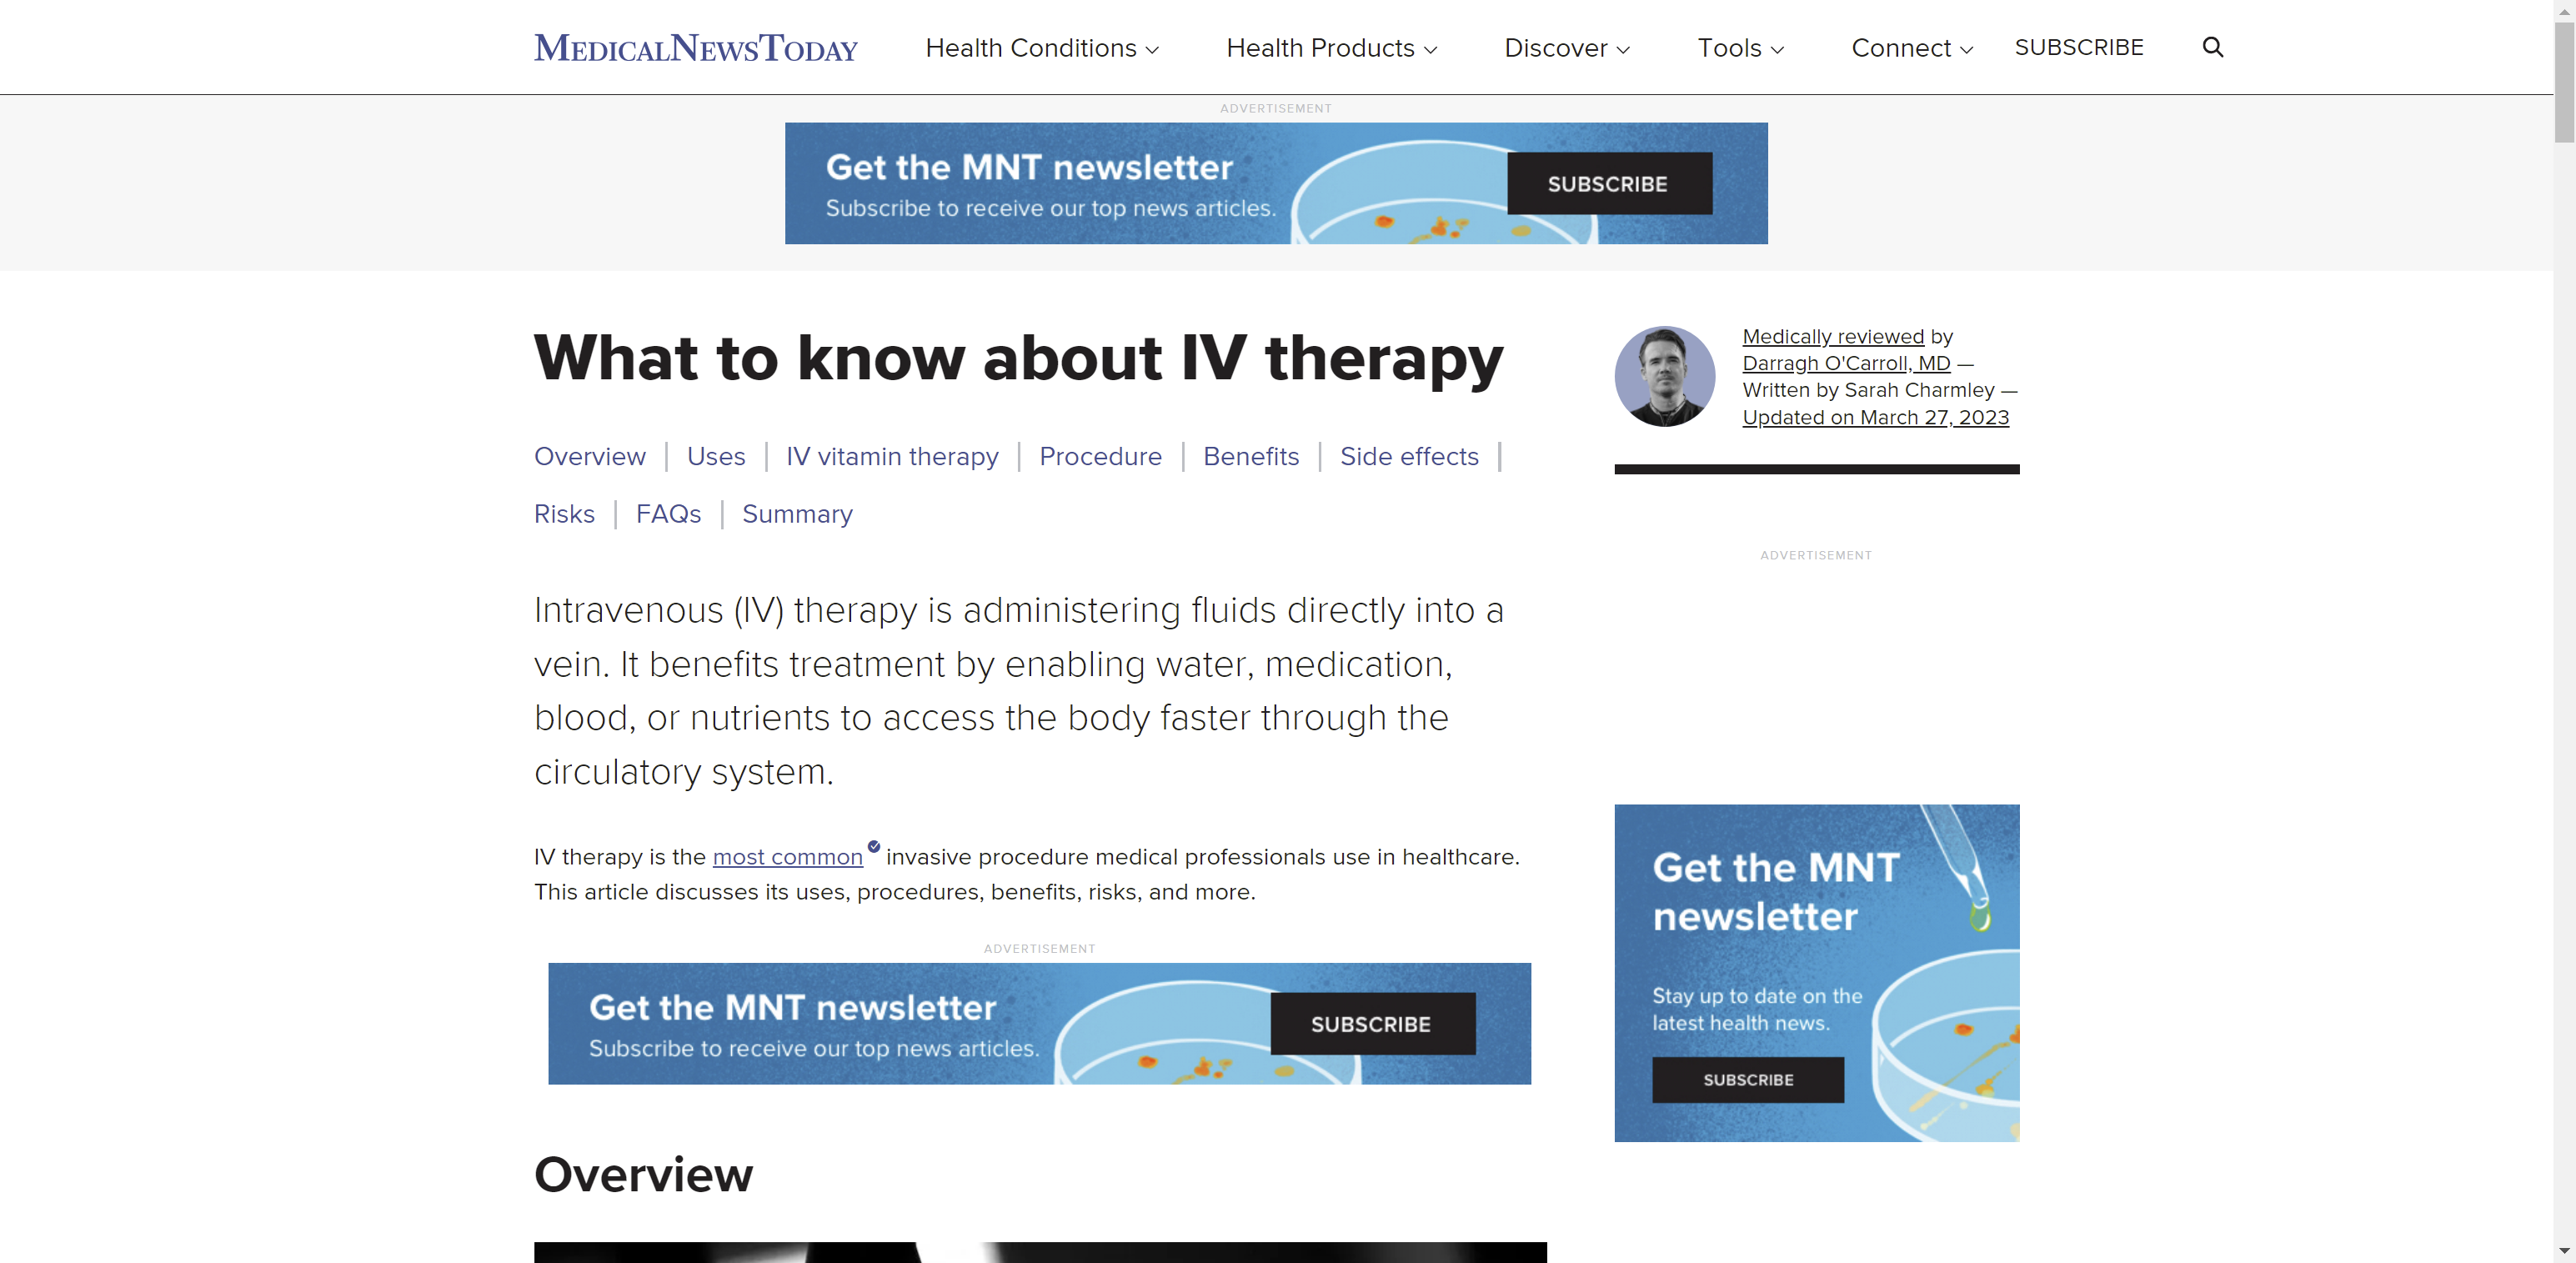 MEDICALNEWSTODAY
Health Conditions
Health Products
Discover
Tools
Connect
SUBSCRIBE
ADVERTISEMENT
Get the MNT newsletter
Subscribe to receive our top news articles.
SUBSCRIBE
What to know about IV therapy
Overview | Uses | IV vitamin therapy | Procedure | Benefits | Side effects |
Risks | FAQs | Summary
Intravenous (IV) therapy is administering fluids directly into a
vein. It benefits treatment by enabling water, medication,
blood, or nutrients to access the body faster through the
circulatory system.
IV therapy is the most common invasive procedure medical professionals use in healthcare.
This article discusses its uses, procedures, benefits, risks, and more.
ADVERTISEMENT
Get the MNT newsletter
Subscribe to receive our top news articles.
SUBSCRIBE
Overview
Medically reviewed by
Darragh O'Carroll, MD —
Written by Sarah Charmley —
Updated on March 27, 2023
ADVERTISEMENT
Get the MNT
newsletter
Stay up to date on the
latest health news.
SUBSCRIBE